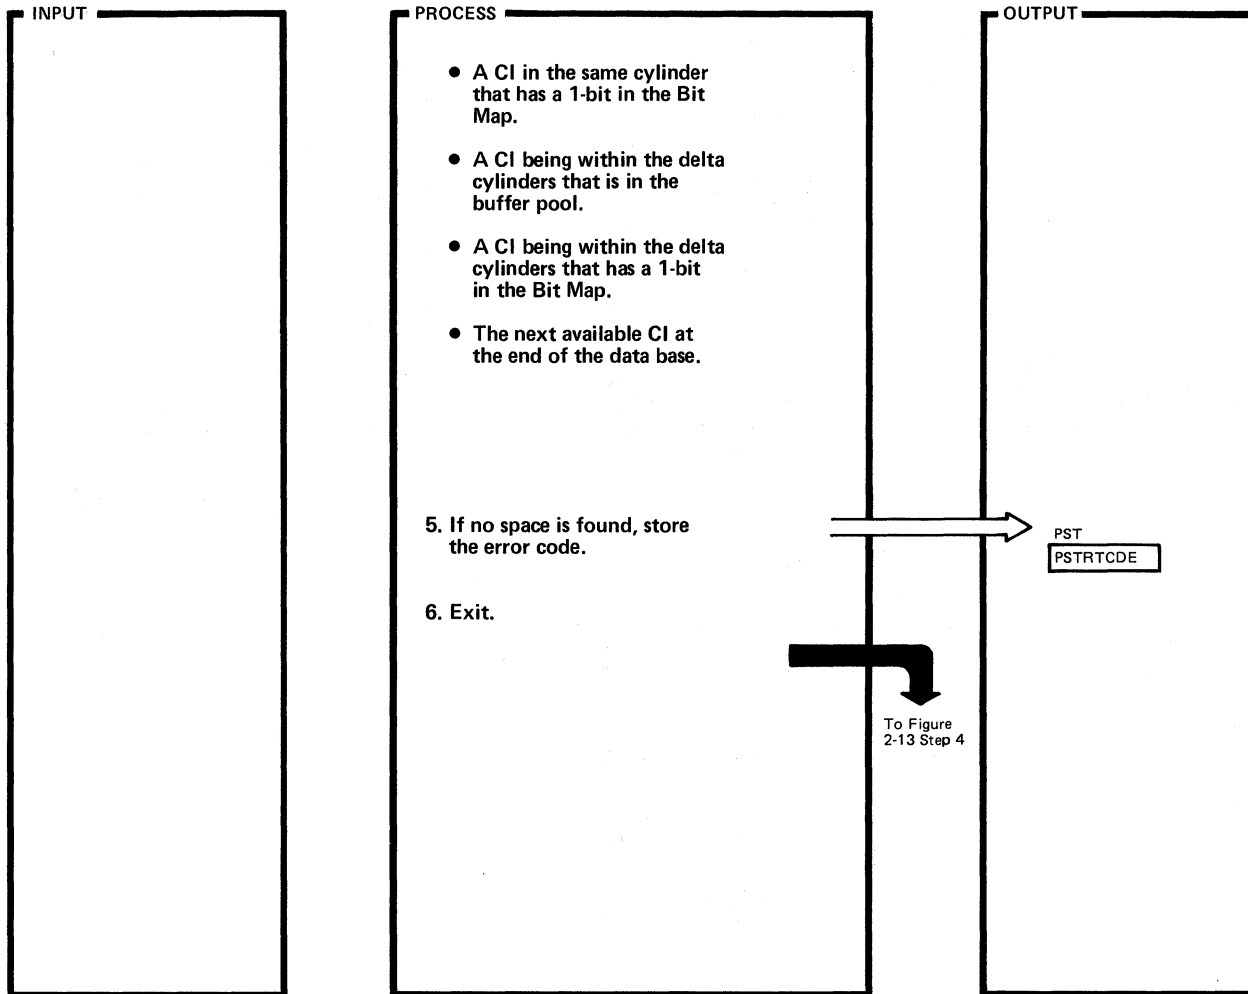 INPUT
PROCESS
OUTPUT
● A CI in the same cylinder
that has a 1-bit in the Bit
Map.
● A CI being within the delta
cylinders that is in the
buffer pool.
● A CI being within the delta
cylinders that has a 1-bit
in the Bit Map.
● The next available CI at
the end of the data base.
5. If no space is found, store
the error code.
PST
PSTRTCDE
6. Exit.
To Figure
2-13 Step 4